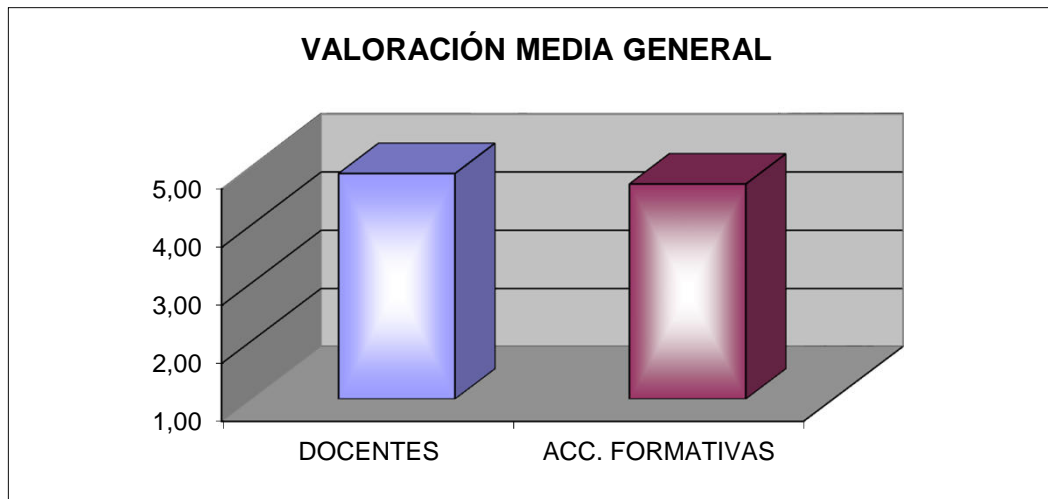 VALORACIÓN MEDIA GENERAL
5,00
4,00
3,00
2,00
1,00
DOCENTES ACC. FORMATIVAS